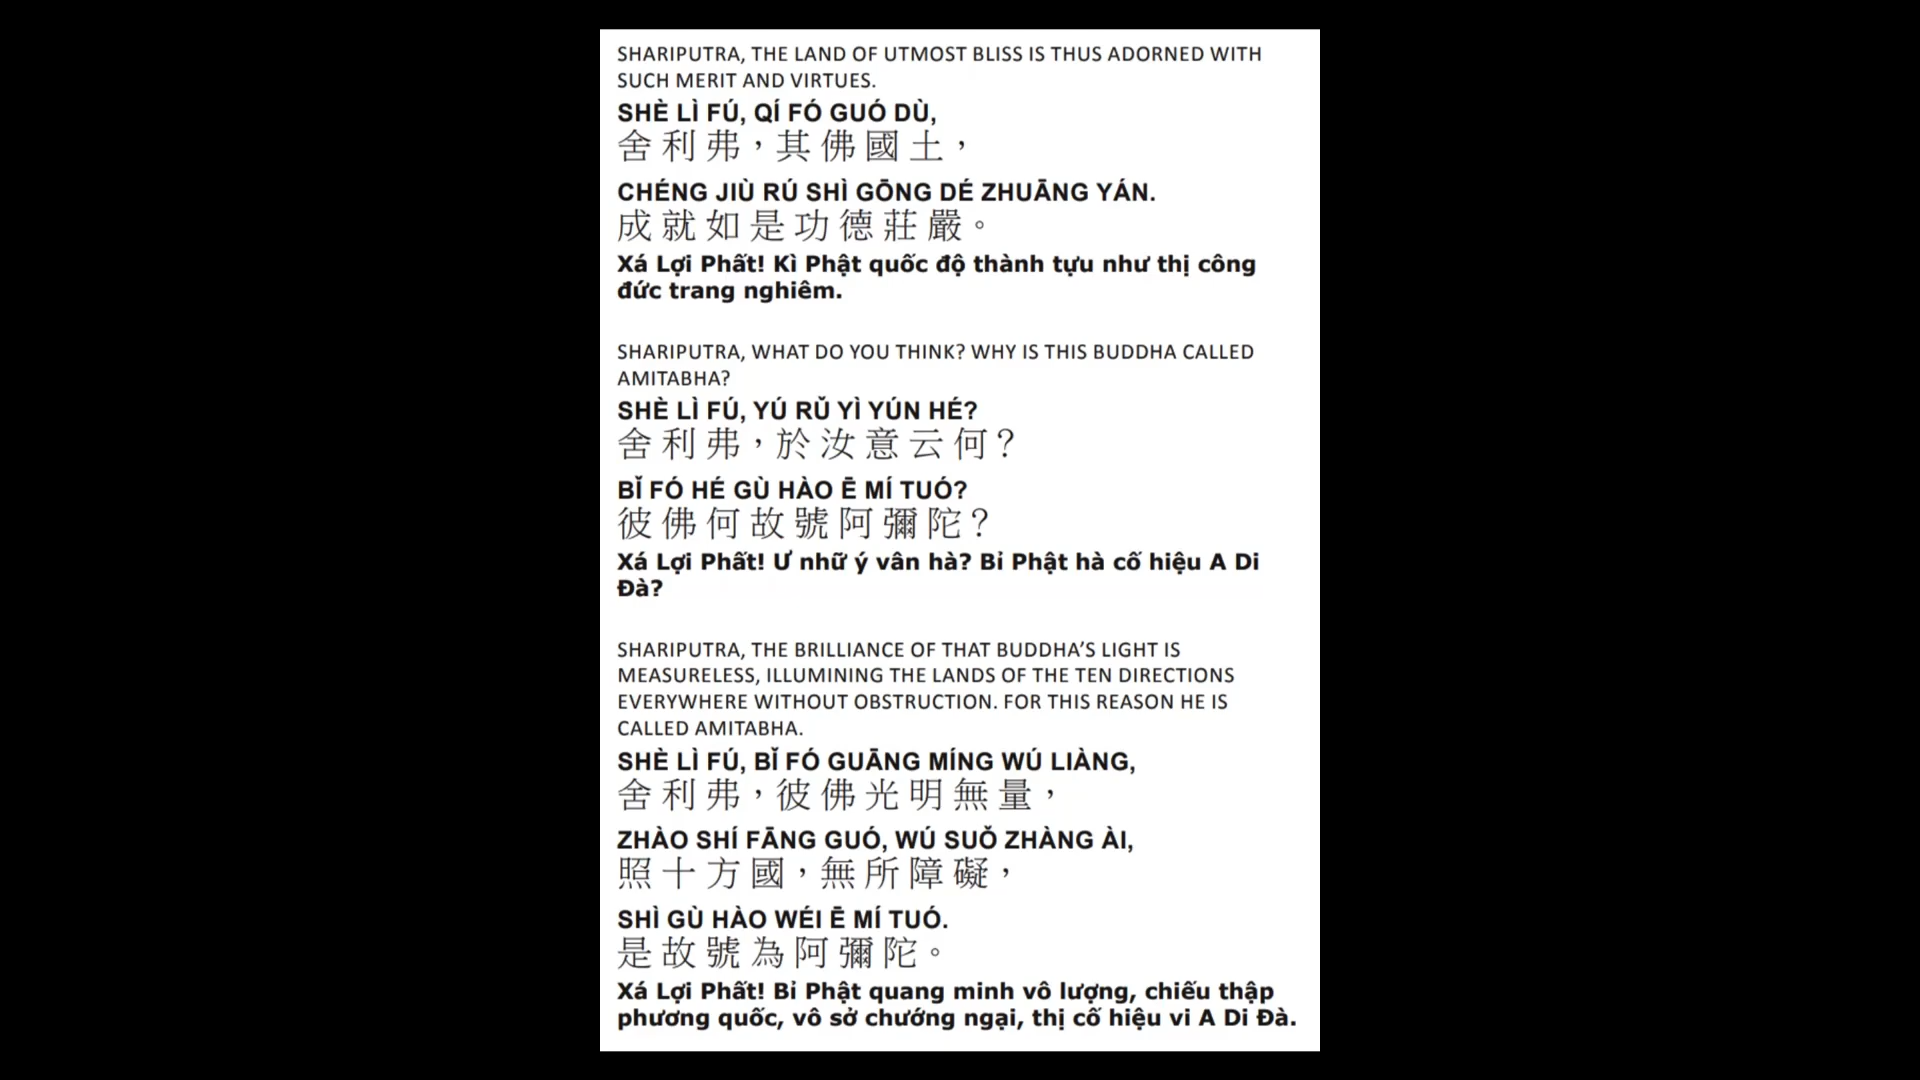 SHARIPUTRA, THE LAND OF UTMOST BLISS IS THUS ADORNED WITH
SUCH MERIT AND VIRTUES.
SHÈ LÌ FÚ, QÍ FÓ GUÓ DÙ,
舍利弗，其佛國土，
CHÉNG JIÙ RÚ SHÌ GŌNG DÉ ZHUĀNG YÁN.
成就如是功德莊嚴。
Xá Lợi Phất! Kì Phật quốc độ thành tựu như thị công
đức trang nghiêm.
SHARIPUTRA, WHAT DO YOU THINK? WHY IS THIS BUDDHA CALLED
AMITABHA?
SHÈ LÌ FÚ, YÚ RǓ YÌ YÚN HÉ?
舍利弗，於汝意云何？
BǏ FÓ HÉ GÙ HÀO Ē MÍ TUÓ?
彼佛何故號阿彌陀？
Xá Lợi Phất! Ư nhữ ý vân hà? Bỉ Phật hà cố hiệu A Di
Đà?
SHARIPUTRA, THE BRILLIANCE OF THAT BUDDHA’S LIGHT IS
MEASURELESS, ILLUMINING THE LANDS OF THE TEN DIRECTIONS
EVERYWHERE WITHOUT OBSTRUCTION. FOR THIS REASON HE IS
CALLED AMITABHA.
SHÈ LÌ FÚ, BǏ FÓ GUĀNG MÍNG WÚ LIÀNG,
舍利弗，彼佛光明無量，
ZHÀO SHÍ FĀNG GUÓ, WÚ SUǑ ZHÀNG ÀI,
照十方國，無所障礙，
SHÌ GÙ HÀO WÉI Ē MÍ TUÓ.
是故號為阿彌陀。
Xá Lợi Phất! Bỉ Phật quang minh vô lượng, chiếu thập
phương quốc, vô sở chướng ngại, thị cố hiệu vi A Di Đà.